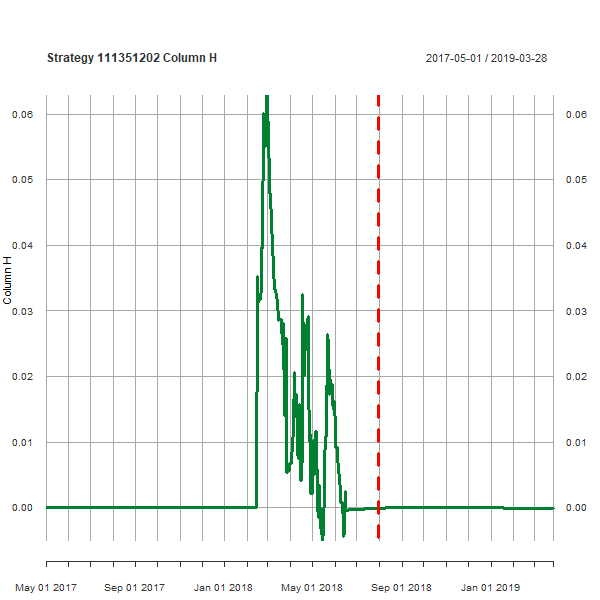 Strategy 111351202 Column H
2017-05-01 / 2019-03-28
Column H
0.06
0.05
0.04
0.03
0.02
0.01
0.00
0.06
0.05
0.04
0.03
0.02
0.01
0.00
May 01 2017
Sep 01 2017
Jan 01 2018
May 01 2018
Sep 01 2018
Jan 01 2019